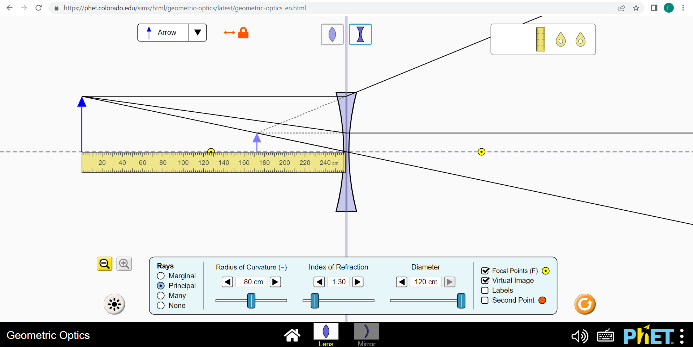 https://phet.colorado.edu/sims/html/geometric-optics/latest/geometric-optics_en.html
Arrow
20 40 60 80 100 120 140 160 180 200 220 240 cm
Rays
Marginal
Principal
Many
None
Radius of Curvature (−)
80 cm
Index of Refraction
1.30
Diameter
120 cm
Focal Points (F)
Virtual Image
Labels
Second Point
Geometric Optics
Lens
Mirror
PhET